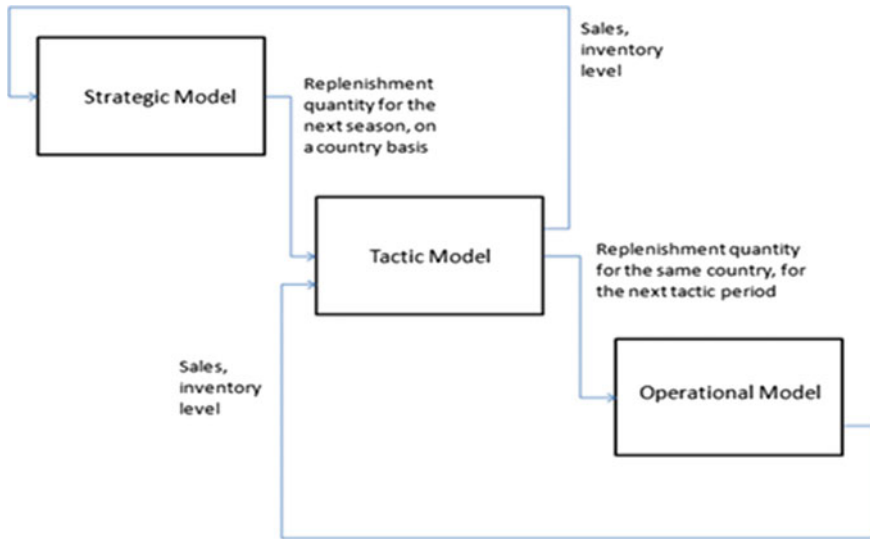 Sales,
inventory
level
Strategic Model
Replenishment
quantity for the
next season, on
a country basis
Tactic Model
Replenishment quantity
for the same country, for
the next tactic period
Sales,
inventory
level
Operational Model